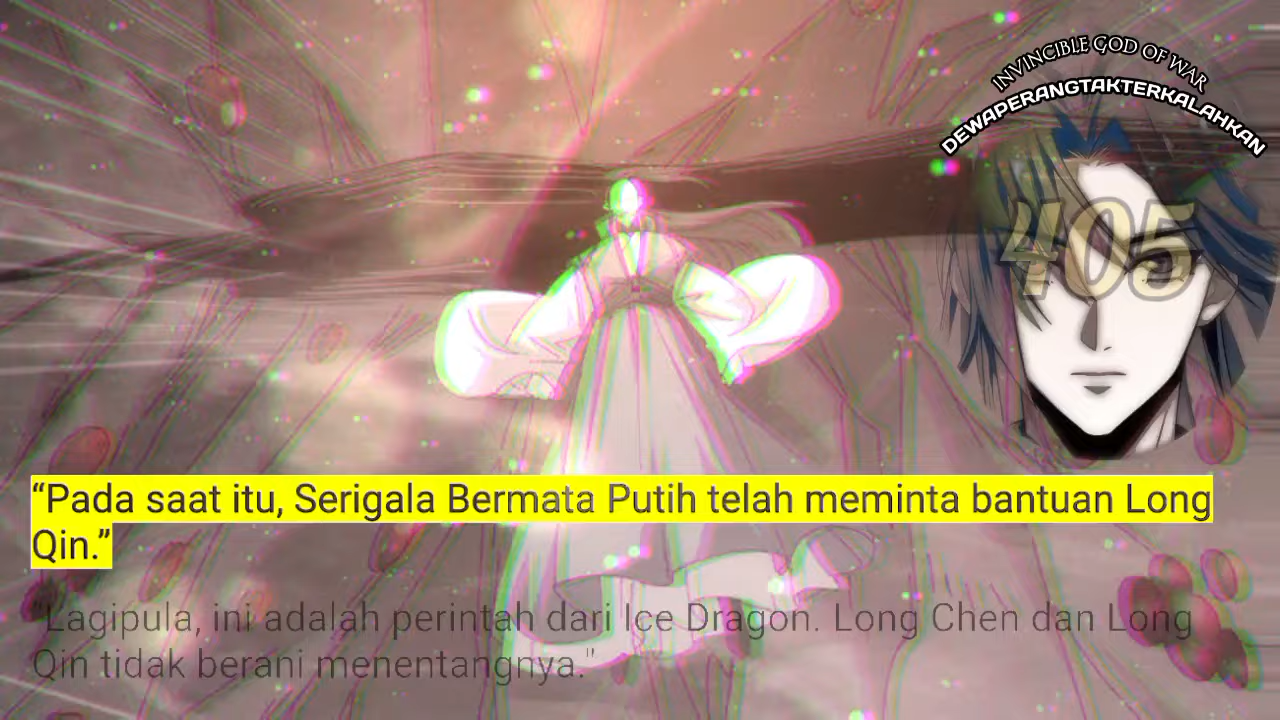 INVINCIBLE GOD OF WAR
DEWAPERANGTAKTERKALAHKAN
405
“Pada saat itu, Serigala Bermata Putih telah meminta bantuan Long
Qin.”
"Lagipula, ini adalah perintah dari Ice Dragon. Long Chen dan Long
Qin tidak berani menentangnya."